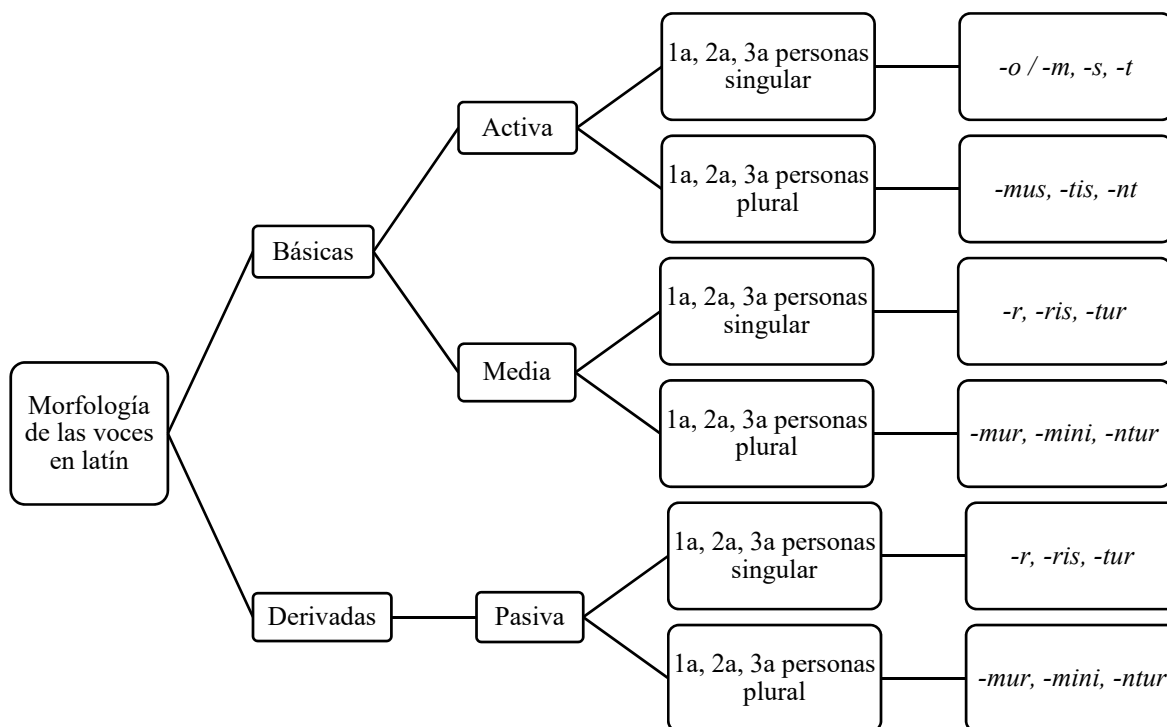 Morfología
de las voces
en latín
Básicas
Activa
1a, 2a, 3a personas
singular
-o / -m, -s, -t
1a, 2a, 3a personas
plural
-mus, -tis, -nt
Media
1a, 2a, 3a personas
singular
-r, -ris, -tur
1a, 2a, 3a personas
plural
-mur, -mini, -ntur
Derivadas
Pasiva
1a, 2a, 3a personas
singular
-r, -ris, -tur
1a, 2a, 3a personas
plural
-mur, -mini, -ntur